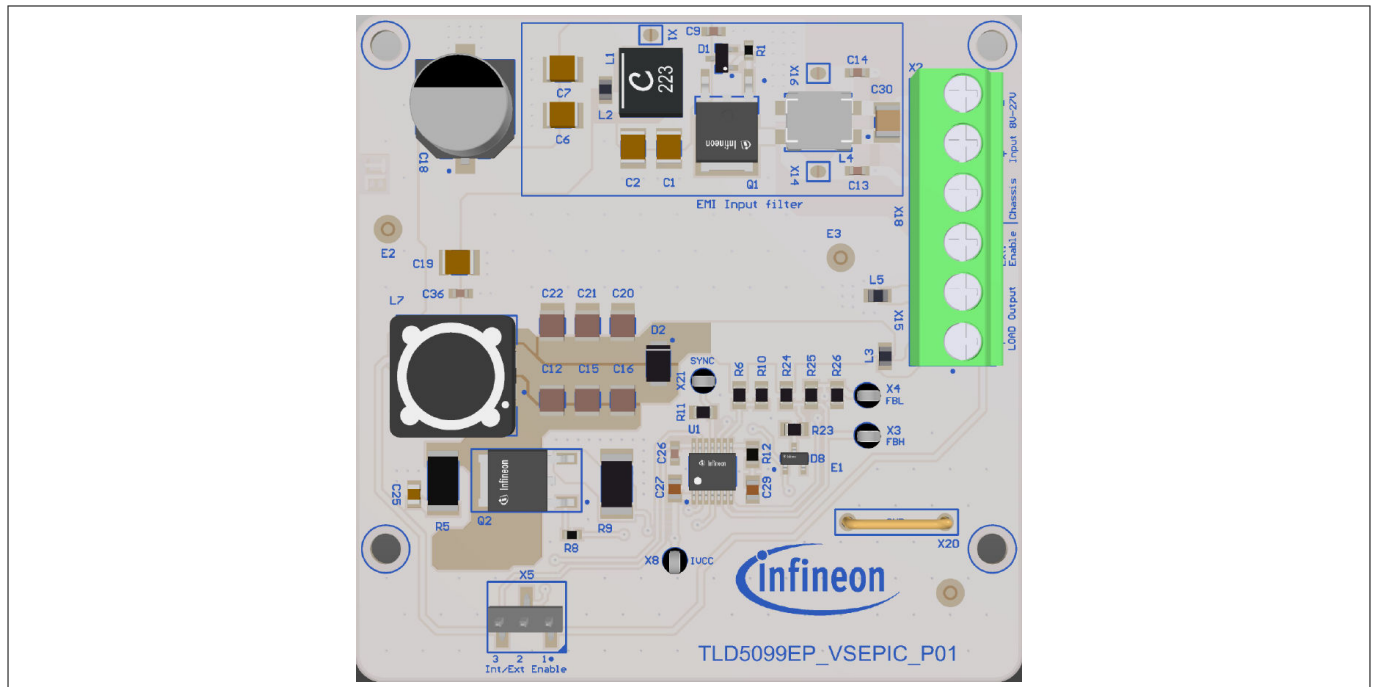 X1
C9
D1
R1
L1
C
223
C7
L2
C6
X16
C14
X2
C30
Infineon
C18
C2
C1
Q1
X14
L4
C13
EMI Input filter
Input 8V-27V
Chassis
X18
Enable
E2
E3
C19
C36
L5
L7
C22
C21
C20
X15
LOAD Output
D2
L3
C12
C15
C16
SYNC
X21
R6
R10
R24
R25
R26
X4
FBL
R11
U1
R23
X3
FBH
C26
Infineon
R12
D8
E1
C25
R5
Infineon
Q2
R9
C27
C29
R8
X20
X8
IVCC
infineon
X5
3 2 1
Int/Ext Enable
TLD5099EP_VSEPIC_P01